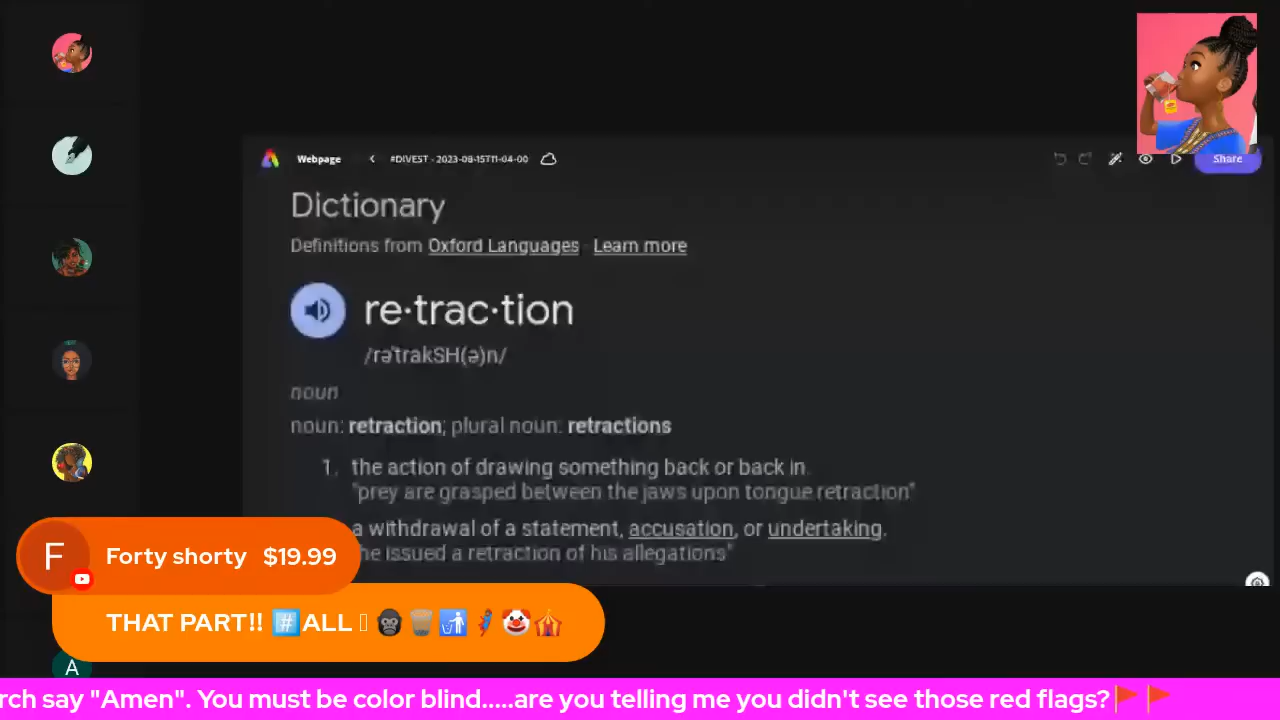 Webpage
#DIVEST - 2023-08-15T11-04-00
Share
Dictionary
Definitions from Oxford Languages · Learn more
re·trac·tion
/rəˈtrakSH(ə)n/
noun
noun: retraction; plural noun: retractions
1. the action of drawing something back or back in.
"prey are grasped between the jaws upon tongue retraction"
a withdrawal of a statement, accusation, or undertaking.
he issued a retraction of his allegations"
F
Forty shorty $19.99
THAT PART!! #️⃣ALL 🦍🗑️🚮🦸🤡🎪
A
rch say "Amen". You must be color blind.....are you telling me you didn't see those red flags?🚩🚩